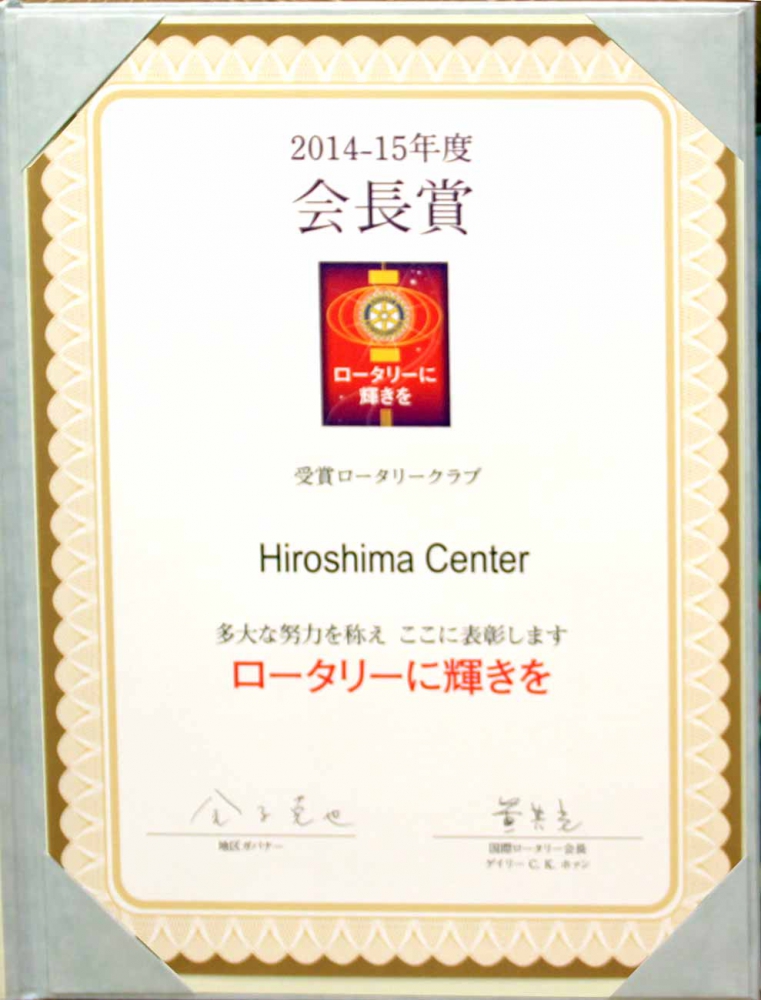 2014-15年度
会長賞
ロータリーに
輝きを
受賞ロータリークラブ
Hiroshima Center
多大な努力を称え ここに表彰します
ロータリーに輝きを
金子克也
地区ガバナー
国際ロータリー会長
ゲイリー C. K. ホァン